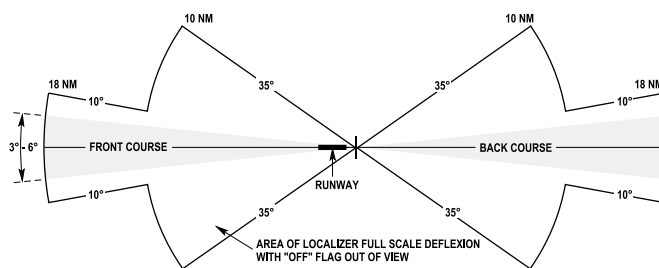 10 NM
10 NM
18 NM
18 NM
35°
35°
10°
10°
3° - 6°
FRONT COURSE
BACK COURSE
RUNWAY
10°
10°
35°
35°
AREA OF LOCALIZER FULL SCALE DEFLEXION
WITH "OFF" FLAG OUT OF VIEW